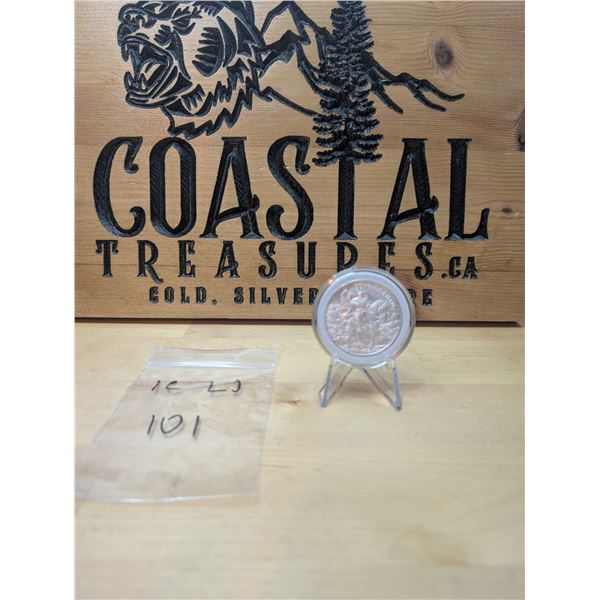 COASTAL
TREASURES.CA
GOLD, SILVER
101